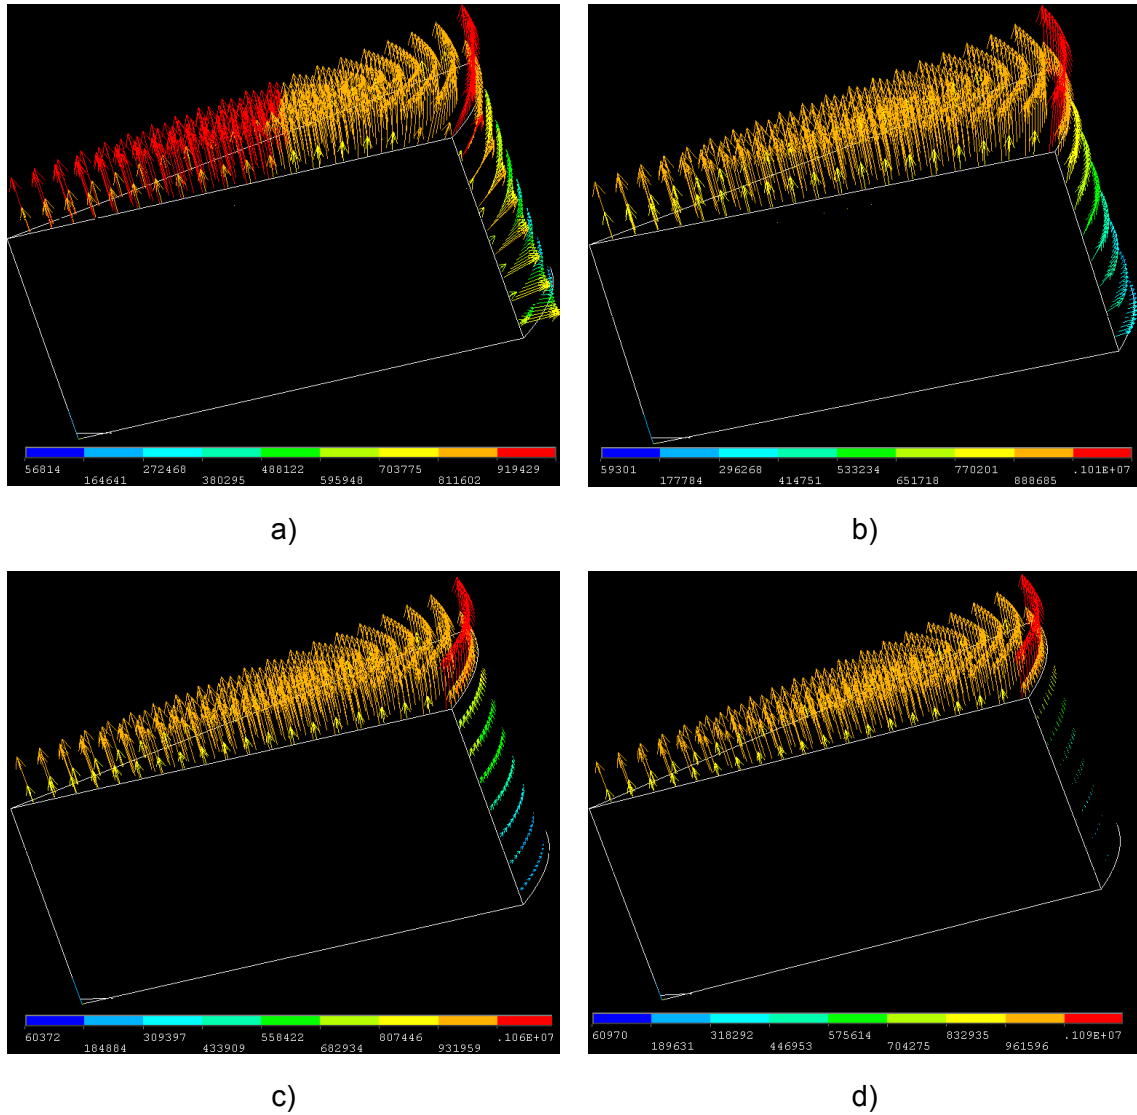 56814 272468 488122 703775 919429
164641 380295 595948 811602
a)
59301 296268 533234 770201 .101E+07
177784 414751 651718 888685
b)
60372 309397 558422 807446 .106E+07
184884 433909 682934 931959
c)
60970 318292 575614 832935 .109E+07
189631 446953 704275 961596
d)